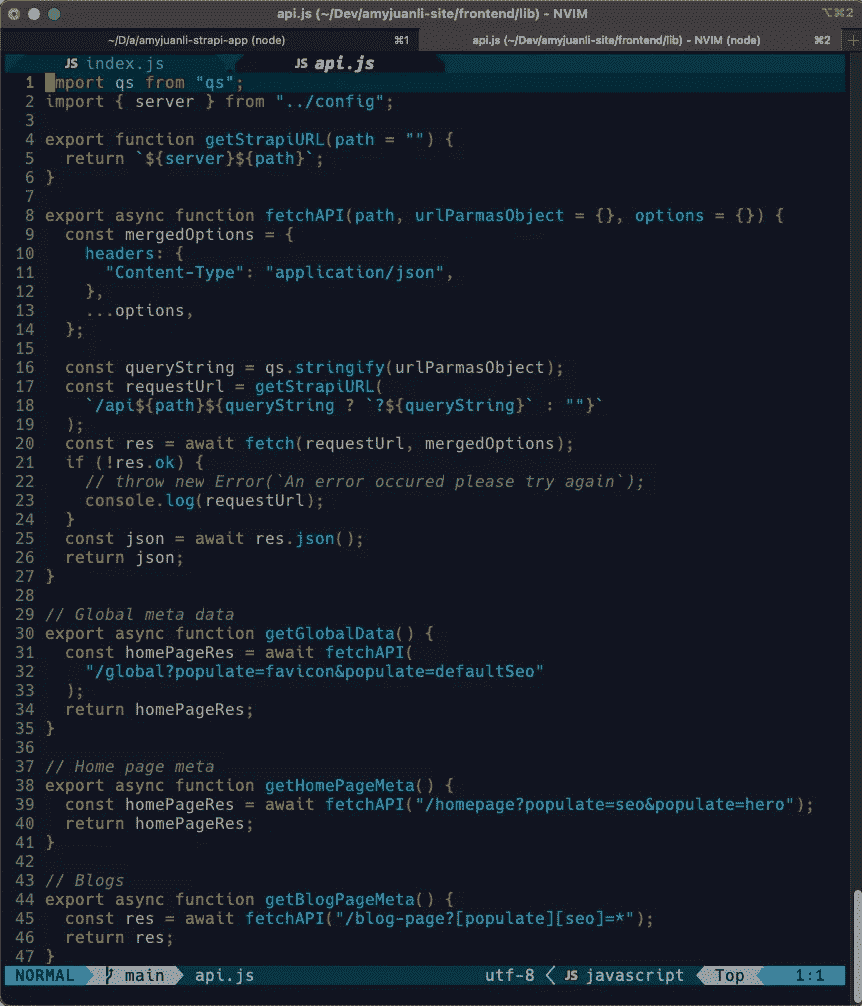 api.js (~/Dev/amyjuanli-site/frontend/lib) - NVIM ⌥⌘2
~/D/a/amyjuanli-strapi-app (node) ⌘1 api.js (~/Dev/amyjuanli-site/frontend/lib) - NVIM (node) ⌘2 +
JS index.js JS api.js
1 import qs from "qs";
2 import { server } from "../config";
3
4 export function getStrapiURL(path = "") {
5   return `${server}${path}`;
6 }
7
8 export async function fetchAPI(path, urlParmasObject = {}, options = {}) {
9   const mergedOptions = {
10     headers: {
11       "Content-Type": "application/json",
12     },
13     ...options,
14   };
15
16   const queryString = qs.stringify(urlParmasObject);
17   const requestUrl = getStrapiURL(
18     `/api${path}${queryString ? `?${queryString}` : ""}`
19   );
20   const res = await fetch(requestUrl, mergedOptions);
21   if (!res.ok) {
22     // throw new Error(`An error occured please try again`);
23     console.log(requestUrl);
24   }
25   const json = await res.json();
26   return json;
27 }
28
29 // Global meta data
30 export async function getGlobalData() {
31   const homePageRes = await fetchAPI(
32     "/global?populate=favicon&populate=defaultSeo"
33   );
34   return homePageRes;
35 }
36
37 // Home page meta
38 export async function getHomePageMeta() {
39   const homePageRes = await fetchAPI("/homepage?populate=seo&populate=hero");
40   return homePageRes;
41 }
42
43 // Blogs
44 export async function getBlogPageMeta() {
45   const res = await fetchAPI("/blog-page?[populate][seo]=*");
46   return res;
47 }
NORMAL main api.js utf-8 JS javascript Top 1:1